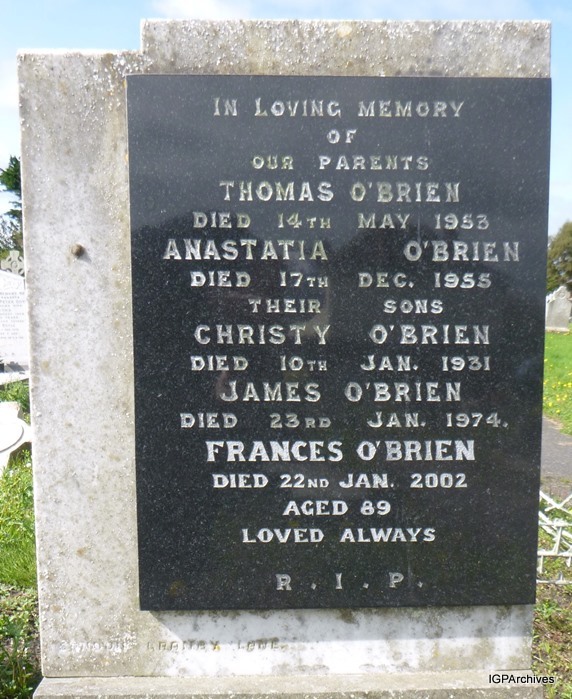 IN LOVING MEMORY
OF
OUR PARENTS
THOMAS O'BRIEN
DIED 14TH MAY 1953
ANASTATIA O'BRIEN
DIED 17TH DEC. 1955
THEIR SONS
CHRISTY O'BRIEN
DIED 10TH JAN. 1931
JAMES O'BRIEN
DIED 23RD JAN. 1974.
FRANCES O'BRIEN
DIED 22ND JAN. 2002
AGED 89
LOVED ALWAYS
R. I. P.
LANE.
IGPArchives